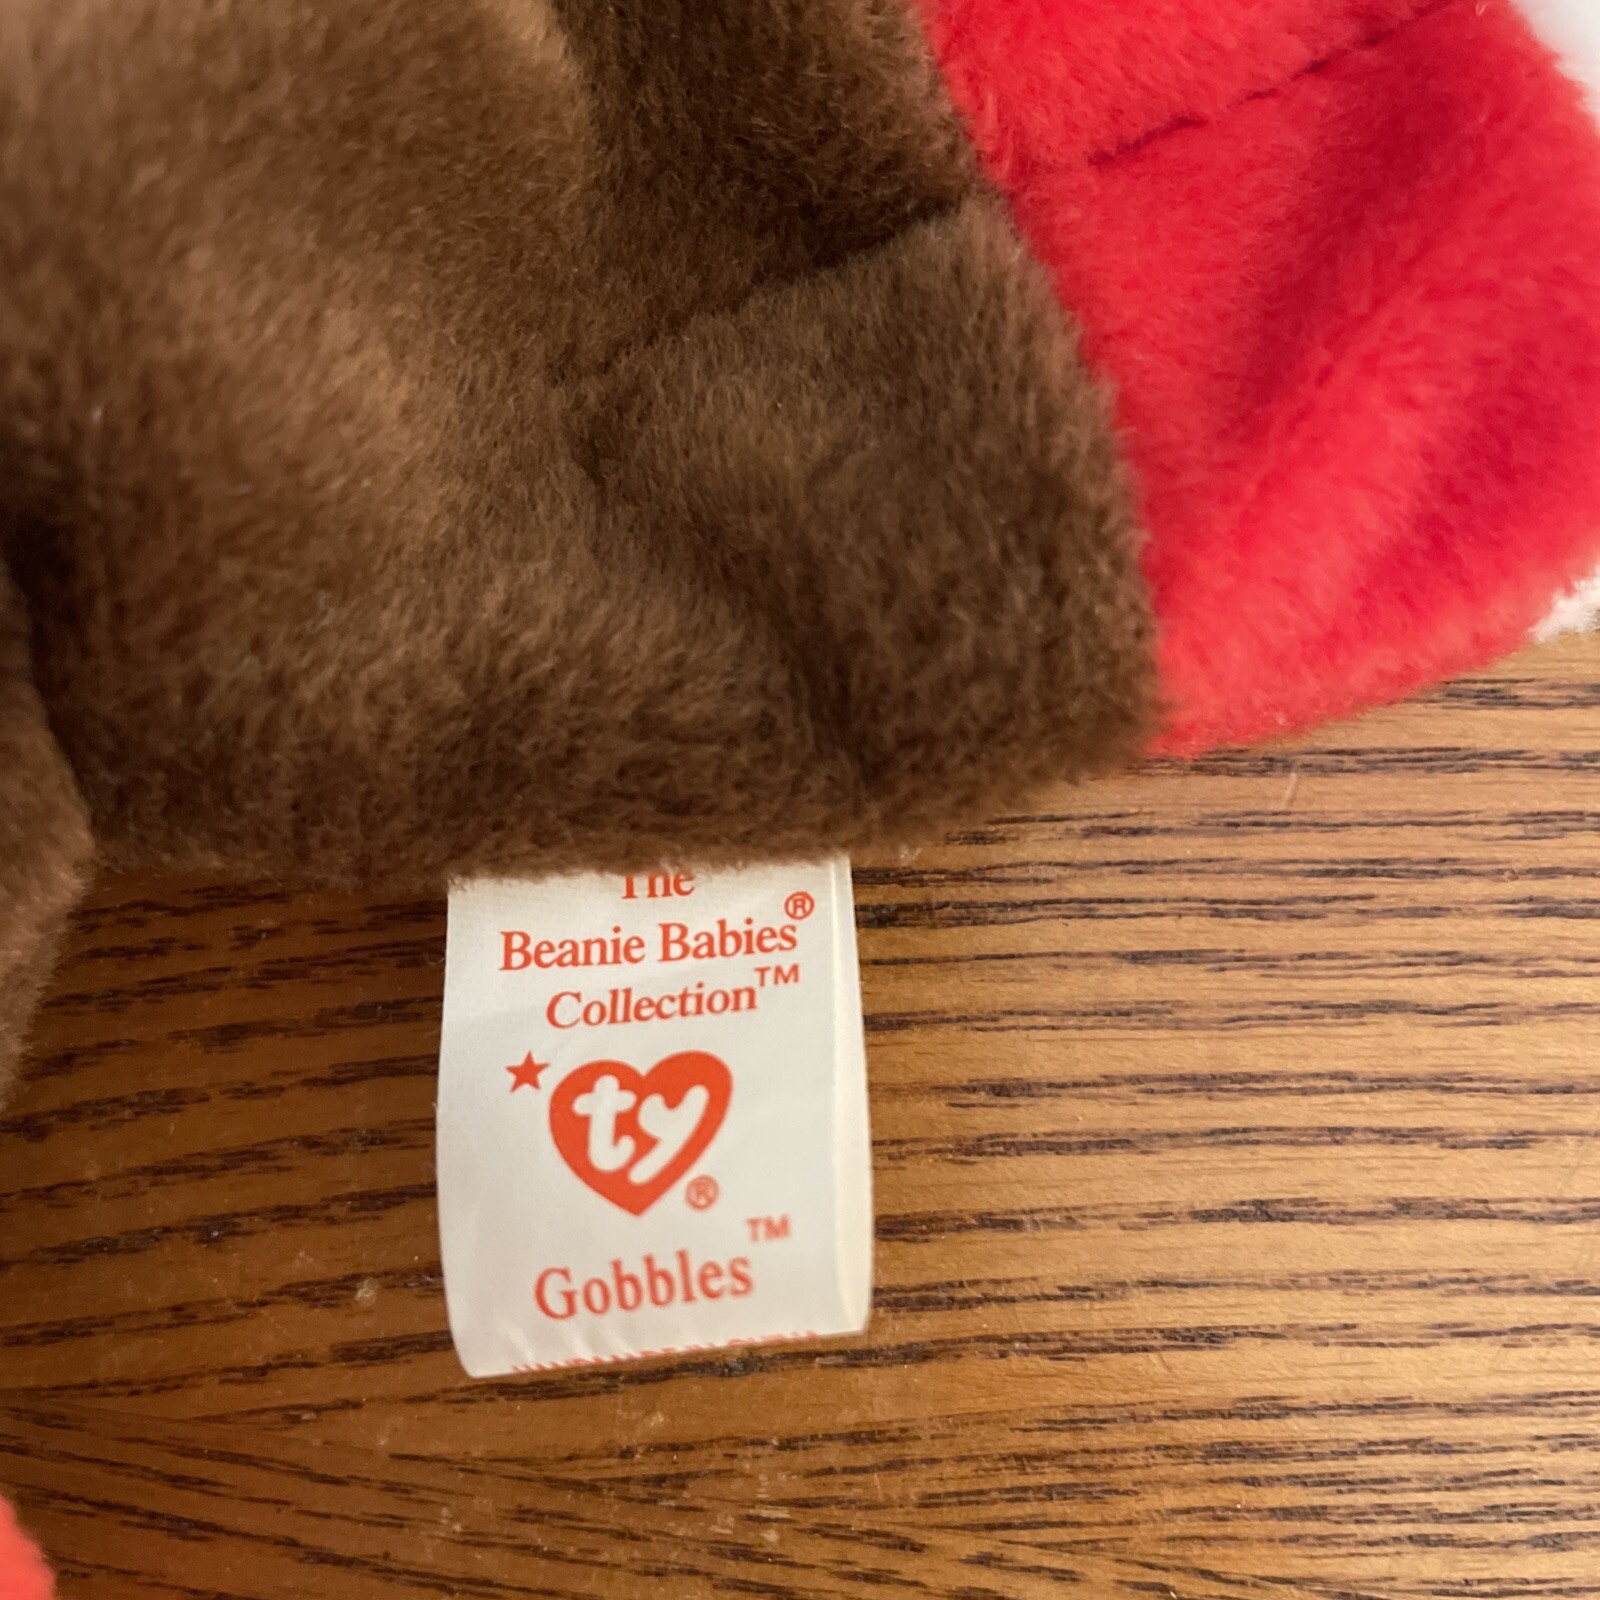 The
Beanie Babies®
Collection™
ty®
Gobbles™